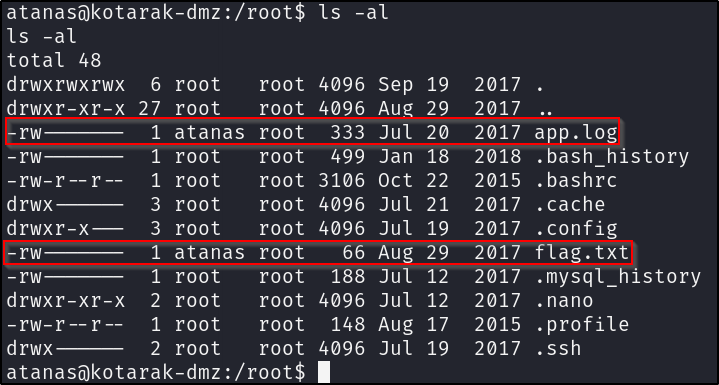 atanas@kotarak-dmz:/root$ ls -al
ls -al
total 48
drwxrwxrwx  6 root   root 4096 Sep 19  2017 .
drwxr-xr-x 27 root   root 4096 Aug 29  2017 ..
-rw-------  1 atanas root  333 Jul 20  2017 app.log
-rw-------  1 root   root  499 Jan 18  2018 .bash_history
-rw-r--r--  1 root   root 3106 Oct 22  2015 .bashrc
drwx------  3 root   root 4096 Jul 21  2017 .cache
drwxr-x---  3 root   root 4096 Jul 19  2017 .config
-rw-------  1 atanas root   66 Aug 29  2017 flag.txt
-rw-------  1 root   root  188 Jul 12  2017 .mysql_history
drwxr-xr-x  2 root   root 4096 Jul 12  2017 .nano
-rw-r--r--  1 root   root  148 Aug 17  2015 .profile
drwx------  2 root   root 4096 Jul 19  2017 .ssh
atanas@kotarak-dmz:/root$